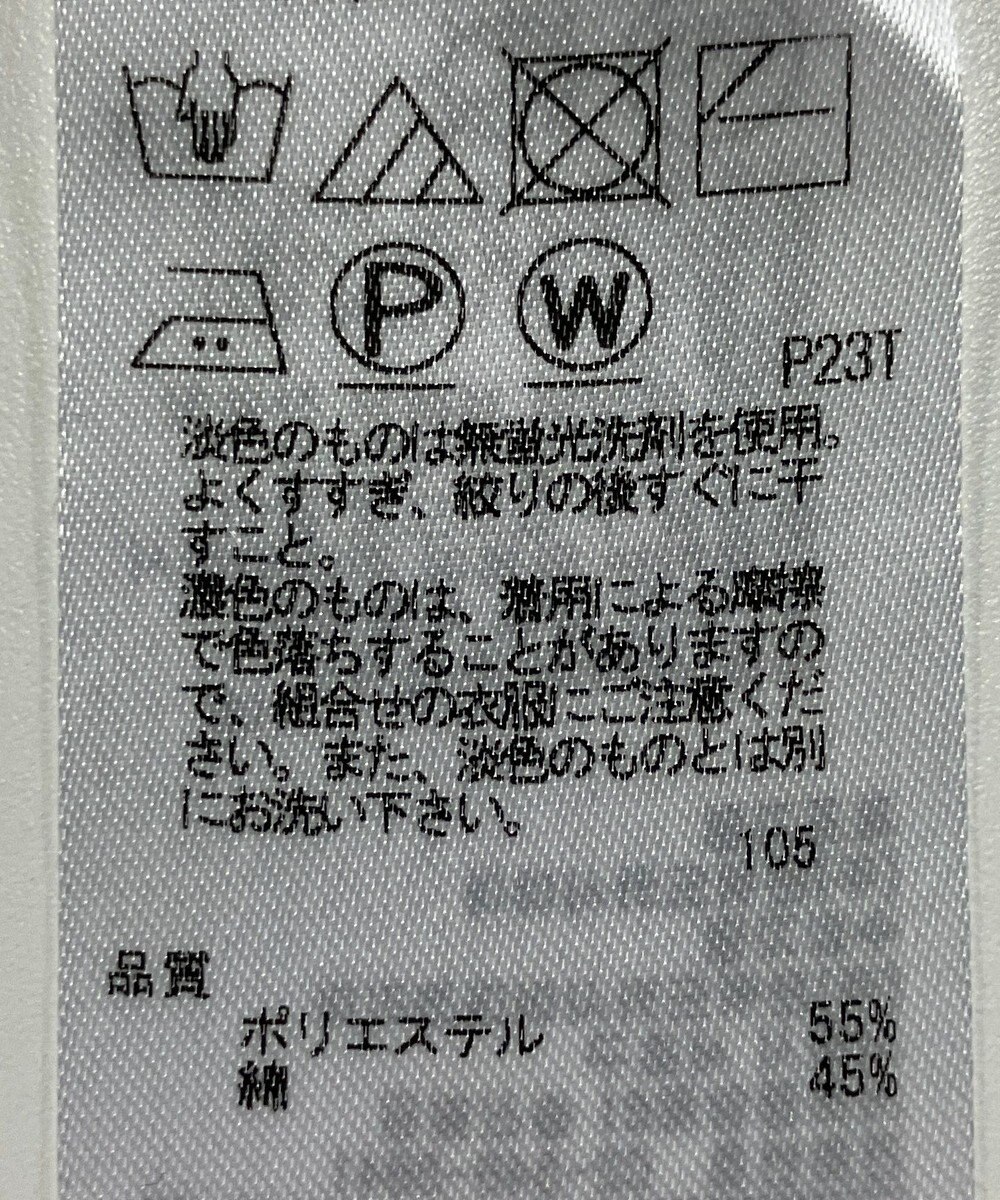 P
W
P23T
淡色のものは無蛍光洗剤を使用。
よくすすぎ、絞りの後すぐに干
すこと。
濃色のものは、着用による摩擦
で色落ちすることがありますの
で、組合せの衣服にご注意くだ
さい。また、淡色のものとは別
にお洗い下さい。
105
品質
ポリエステル 55%
綿 45%